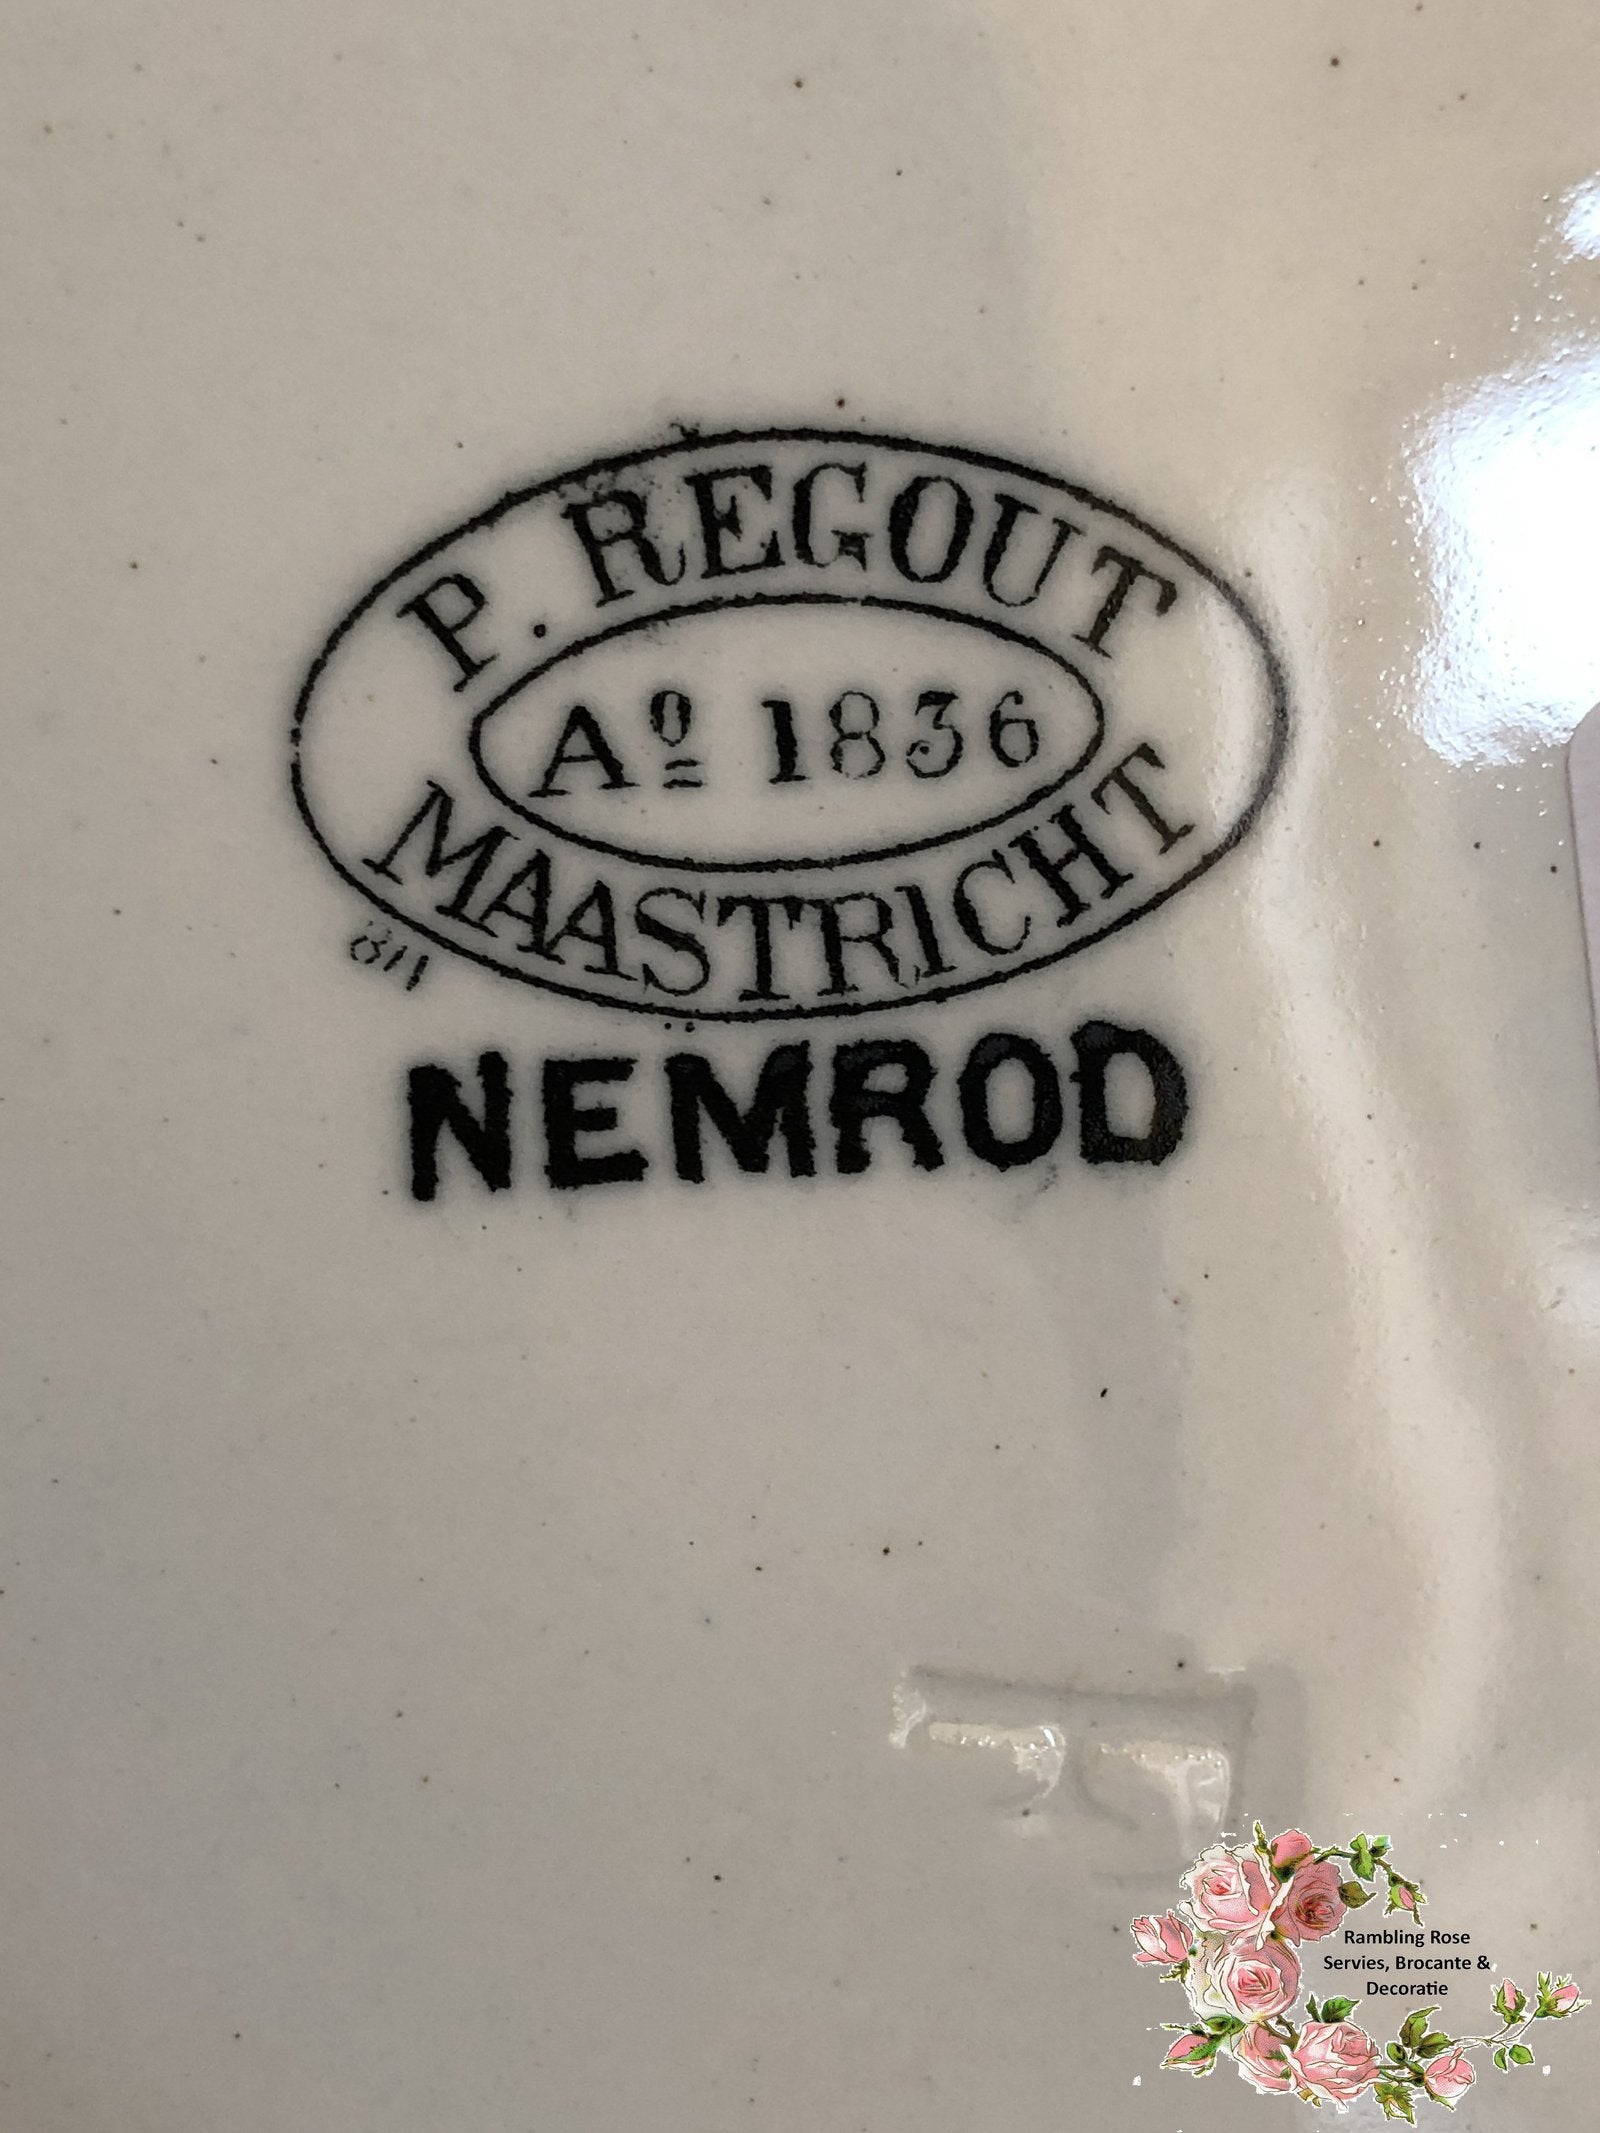 P. REGOUT
Aº 1836
MAASTRICHT
NEMROD
Rambling Rose
Servies, Brocante &
Decoratie